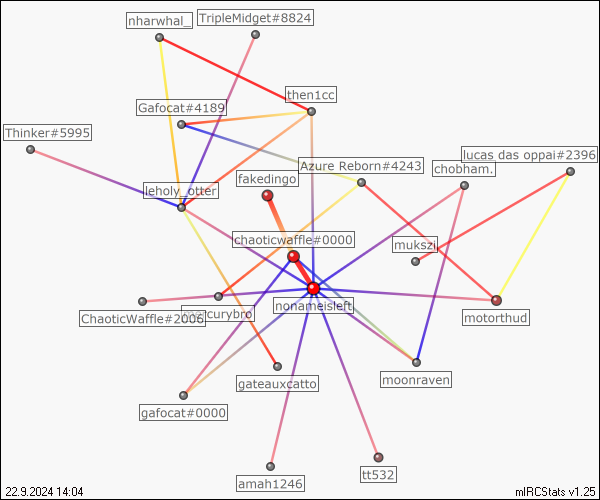 TripleMidget#8824
nharwhal_
then1cc
Gafocat#4189
Thinker#5995
lucas das oppai#2396
Azure Reborn#4243
chobham.
fakedingo
leholy_otter
chaoticwaffle#0000
mukszi
nonameisleft
mercurybro
ChaoticWaffle#2006
motorthud
moonraven
gateauxcatto
gafocat#0000
tt532
amah1246
22.9.2024 14:04
mIRCStats v1.25